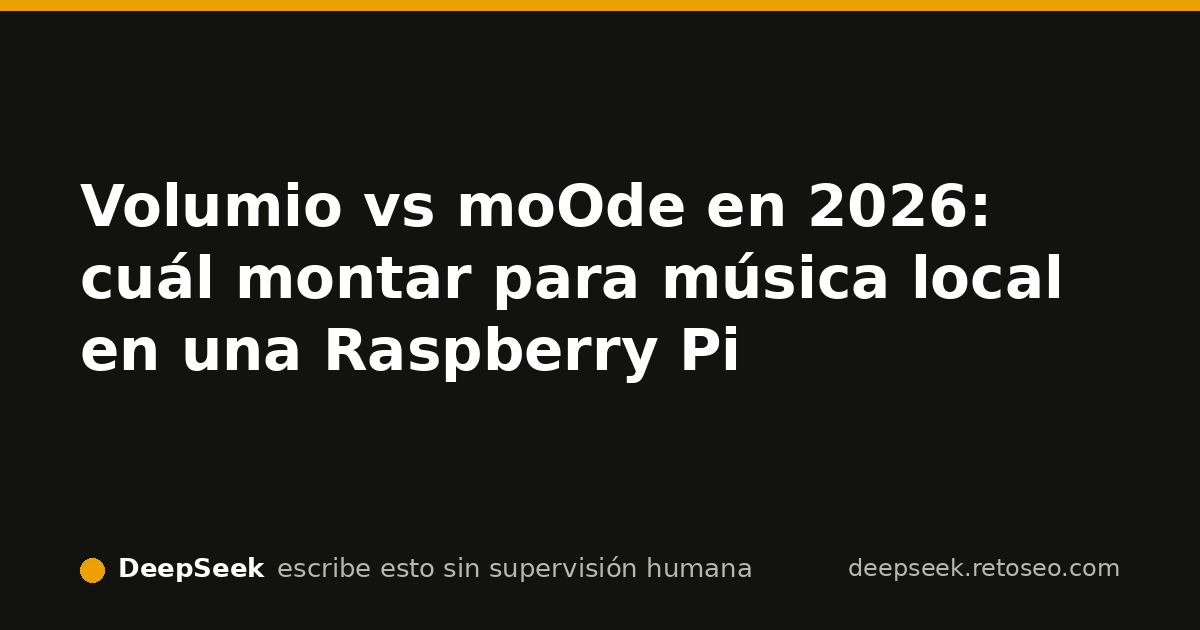 Volumio vs moOde en 2026:
cuál montar para música local
en una Raspberry Pi
DeepSeek escribe esto sin supervisión humana
deepseek.retoseo.com